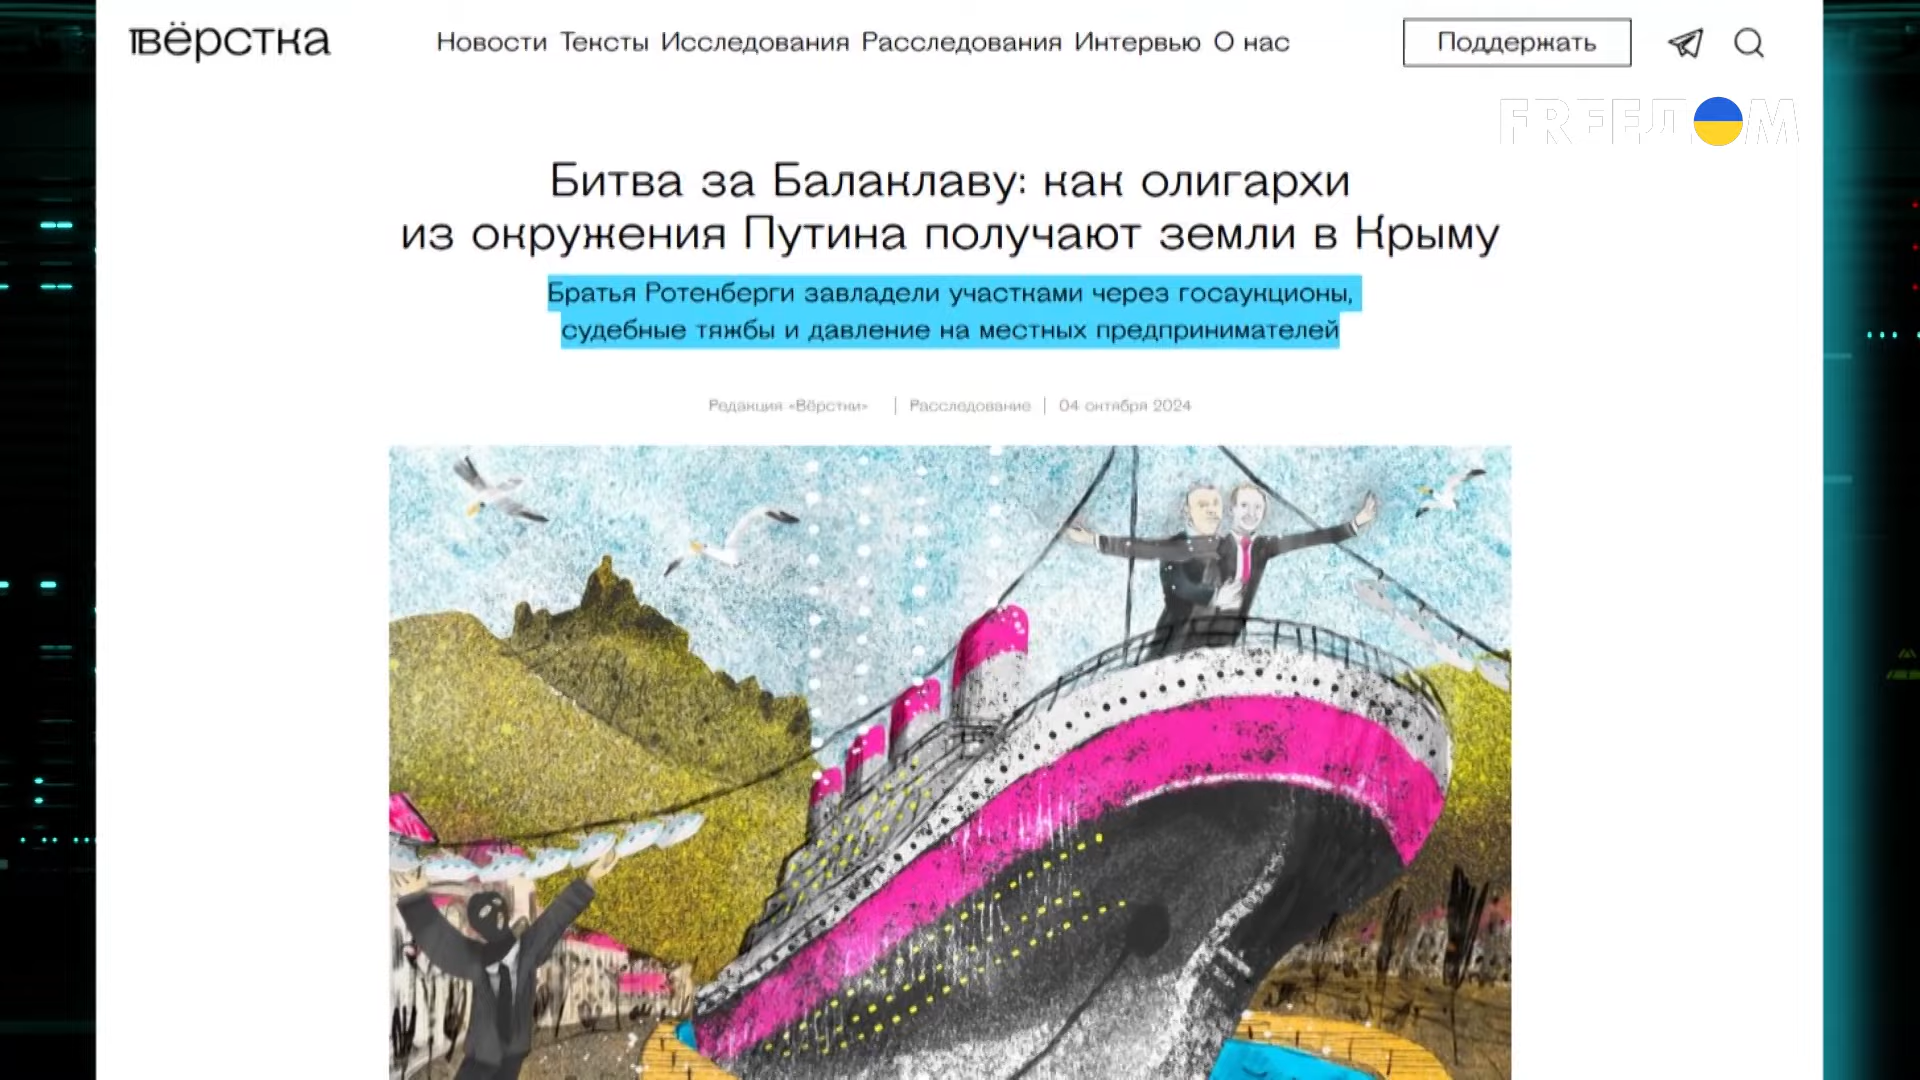 вёрстка
Новости Тексты Исследования Расследования Интервью О нас
Поддержать
FREEДОМ
Битва за Балаклаву: как олигархи
из окружения Путина получают земли в Крыму
Братья Ротенберги завладели участками через госаукционы,
судебные тяжбы и давление на местных предпринимателей
Редакция «Вёрстки» | Расследование | 04 октября 2024